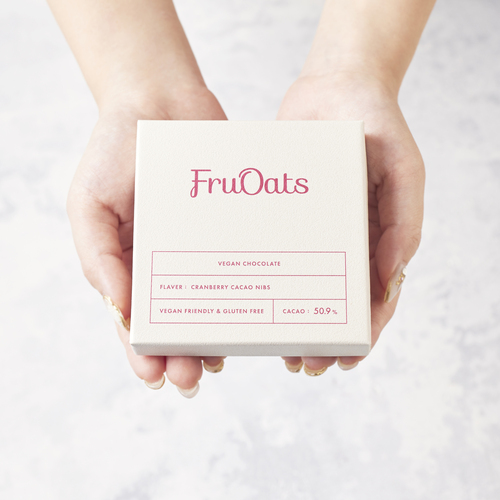 FruOats
VEGAN CHOCOLATE
FLAVER : CRANBERRY CACAO NIBS
VEGAN FRIENDLY & GLUTEN FREE
CACAO : 50.9%